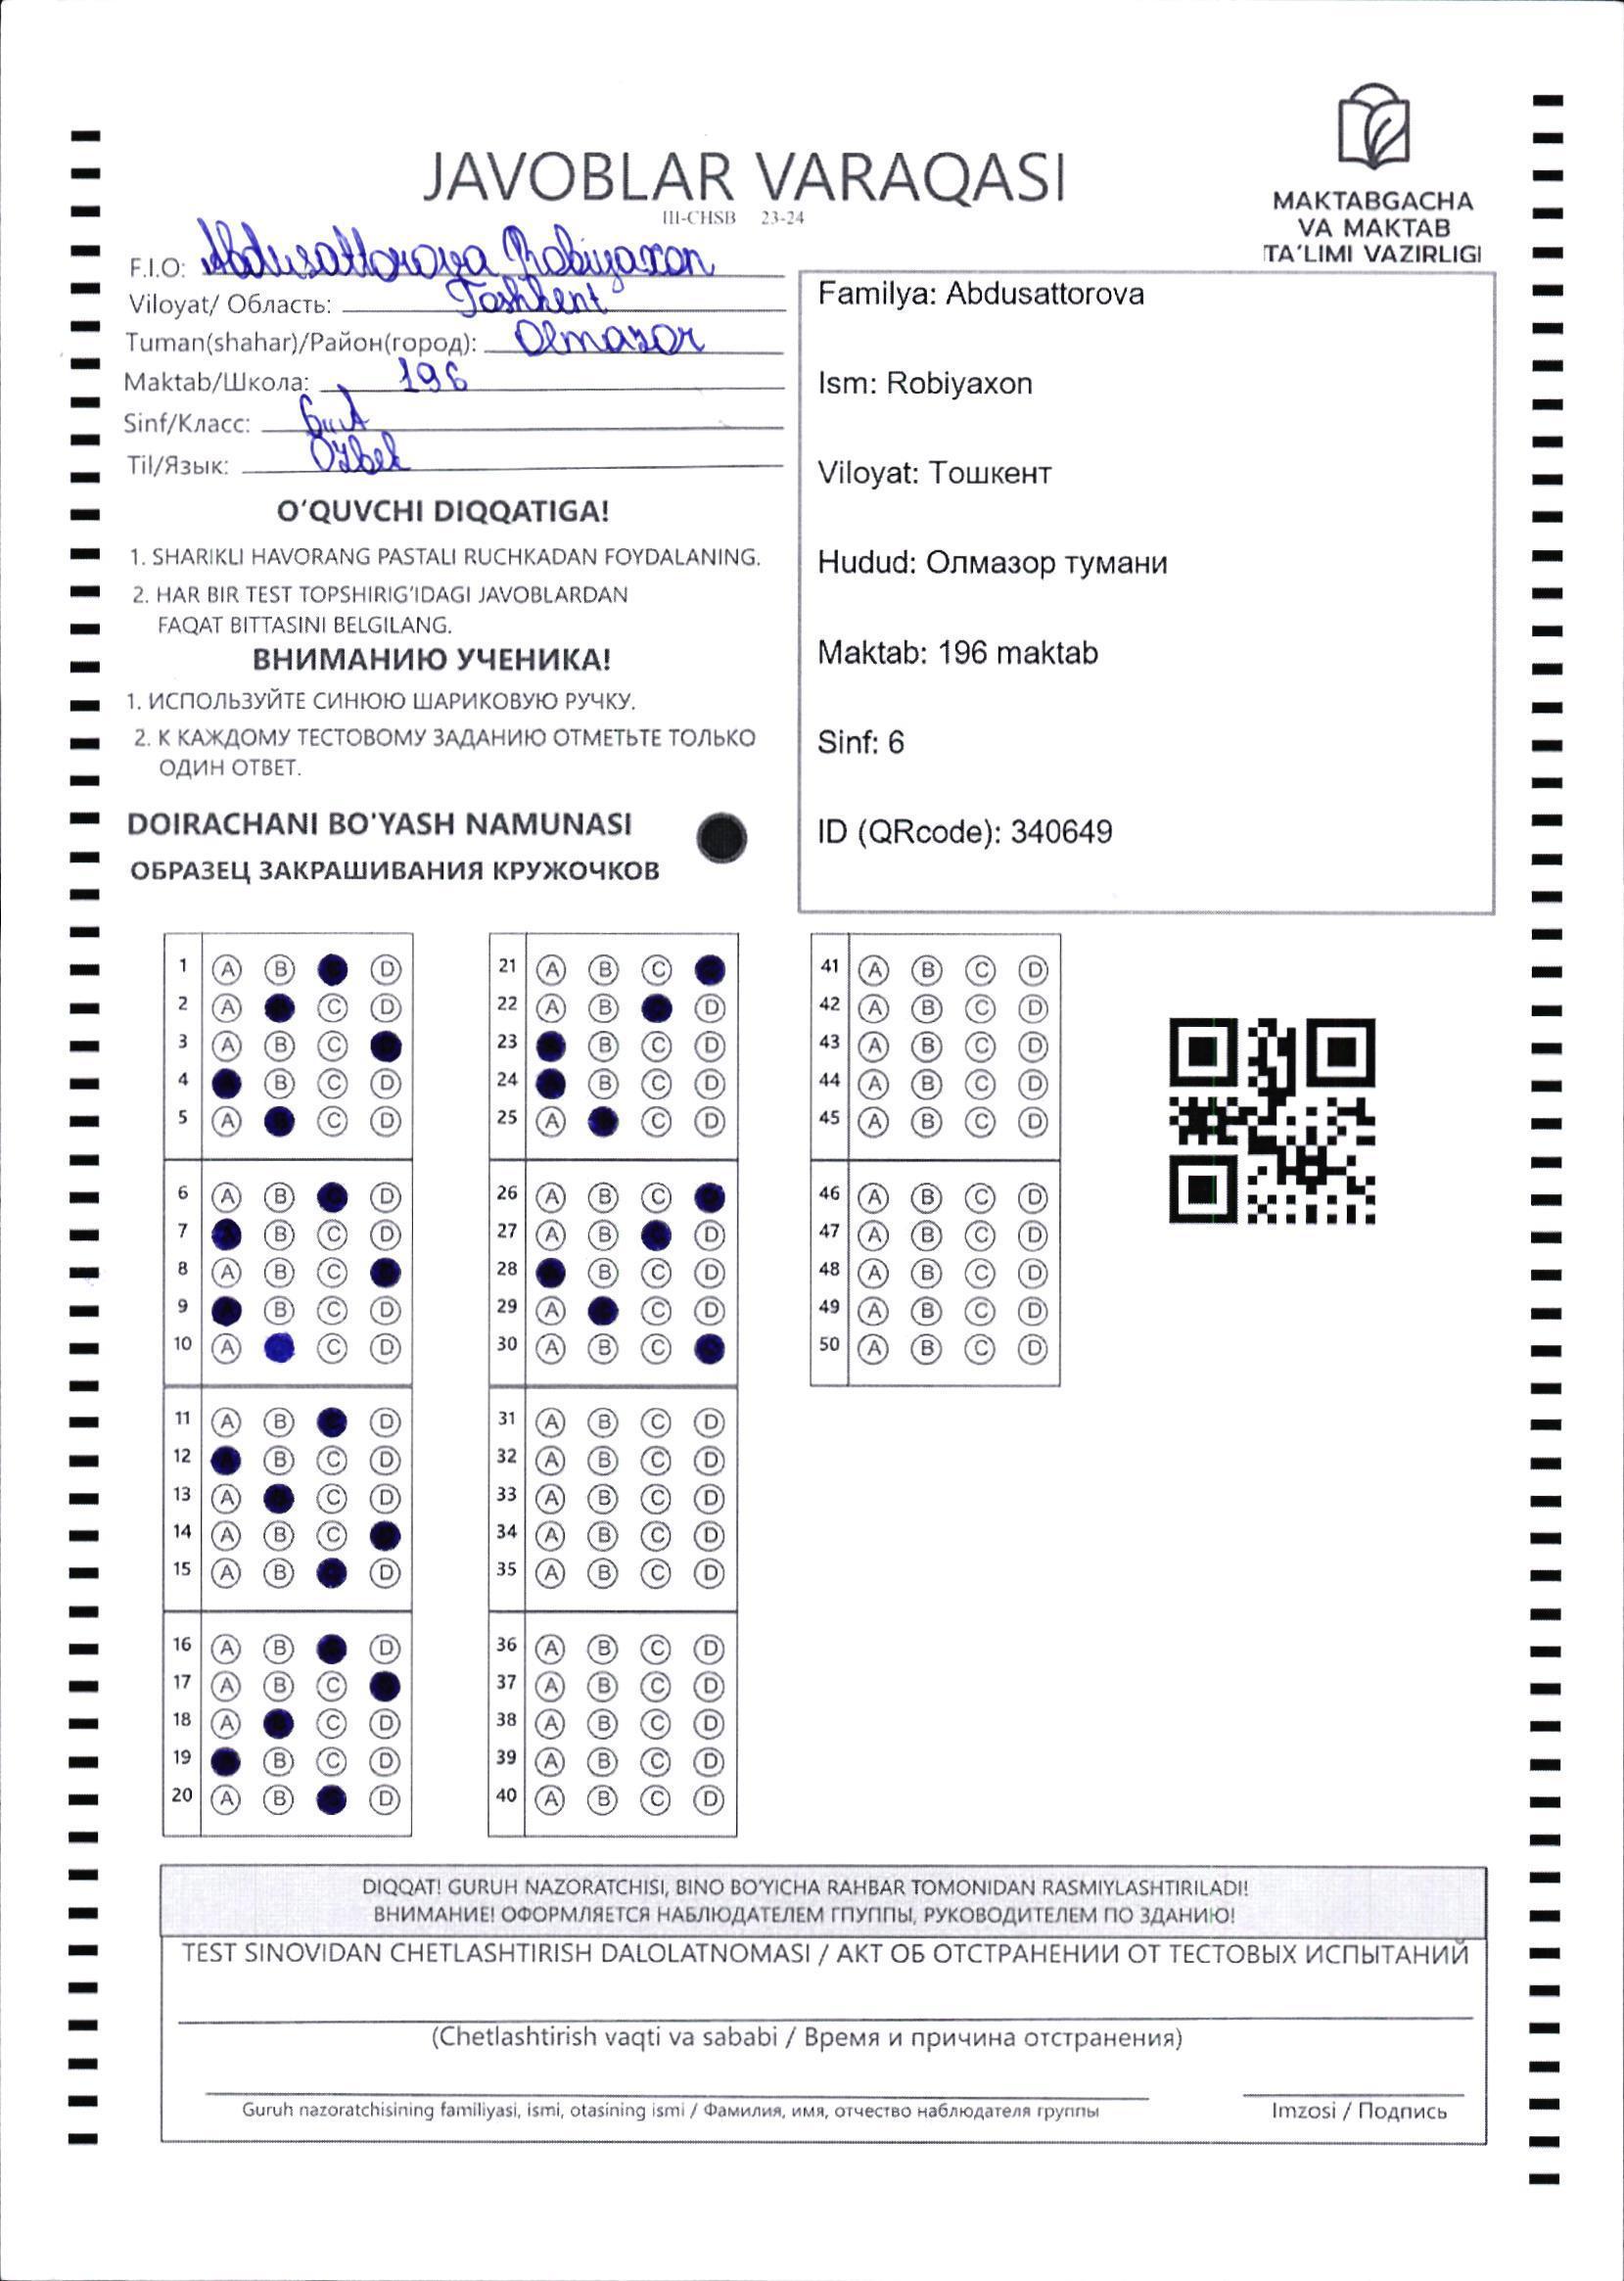 MAKTABGACHA
VA MAKTAB
TA'LIMI VAZIRLIGI
JAVOBLAR VARAQASI
III-CHSB 23-24
F.I.O: Abdusattorova Robiyaxon
Viloyat/ Область: Toshkent
Tuman(shahar)/Район(город): Olmazor
Maktab/Школа: 196
Sinf/Класс:
Til/Язык: O'zbek
O'QUVCHI DIQQATIGA!
1. SHARIKLI HAVORANG PASTALI RUCHKADAN FOYDALANING.
2. HAR BIR TEST TOPSHIRIG'IDAGI JAVOBLARDAN
FAQAT BITTASINI BELGILANG.
ВНИМАНИЮ УЧЕНИКА!
1. ИСПОЛЬЗУЙТЕ СИНЮЮ ШАРИКОВУЮ РУЧКУ.
2. К КАЖДОМУ ТЕСТОВОМУ ЗАДАНИЮ ОТМЕТЬТЕ ТОЛЬКО
ОДИН ОТВЕТ.
DOIRACHANI BO'YASH NAMUNASI
ОБРАЗЕЦ ЗАКРАШИВАНИЯ КРУЖОЧКОВ
Familya: Abdusattorova
Ism: Robiyaxon
Viloyat: Тошкент
Hudud: Олмазор тумани
Maktab: 196 maktab
Sinf: 6
ID (QRcode): 340649
1 A B D
2 A C D
3 A B C
4 B C D
5 A C D
6 A B D
7 B C D
8 A B C
9 B C D
10 A C D
11 A B D
12 B C D
13 A C D
14 A B C
15 A B D
16 A B D
17 A B C
18 A C D
19 B C D
20 A B D
21 A B C
22 A B D
23 B C D
24 B C D
25 A C D
26 A B C
27 A B D
28 B C D
29 A C D
30 A B C
31 A B C D
32 A B C D
33 A B C D
34 A B C D
35 A B C D
36 A B C D
37 A B C D
38 A B C D
39 A B C D
40 A B C D
41 A B C D
42 A B C D
43 A B C D
44 A B C D
45 A B C D
46 A B C D
47 A B C D
48 A B C D
49 A B C D
50 A B C D
DIQQAT! GURUH NAZORATCHISI, BINO BO'YICHA RAHBAR TOMONIDAN RASMIYLASHTIRILADI!
ВНИМАНИЕ! ОФОРМЛЯЕТСЯ НАБЛЮДАТЕЛЕМ ГПУППЫ, РУКОВОДИТЕЛЕМ ПО ЗДАНИЮ!
TEST SINOVIDAN CHETLASHTIRISH DALOLATNOMASI / АКТ ОБ ОТСТРАНЕНИИ ОТ ТЕСТОВЫХ ИСПЫТАНИЙ
(Chetlashtirish vaqti va sababi / Время и причина отстранения)
Guruh nazoratchisining familiyasi, ismi, otasining ismi / Фамилия, имя, отчество наблюдателя группы
Imzosi / Подпись